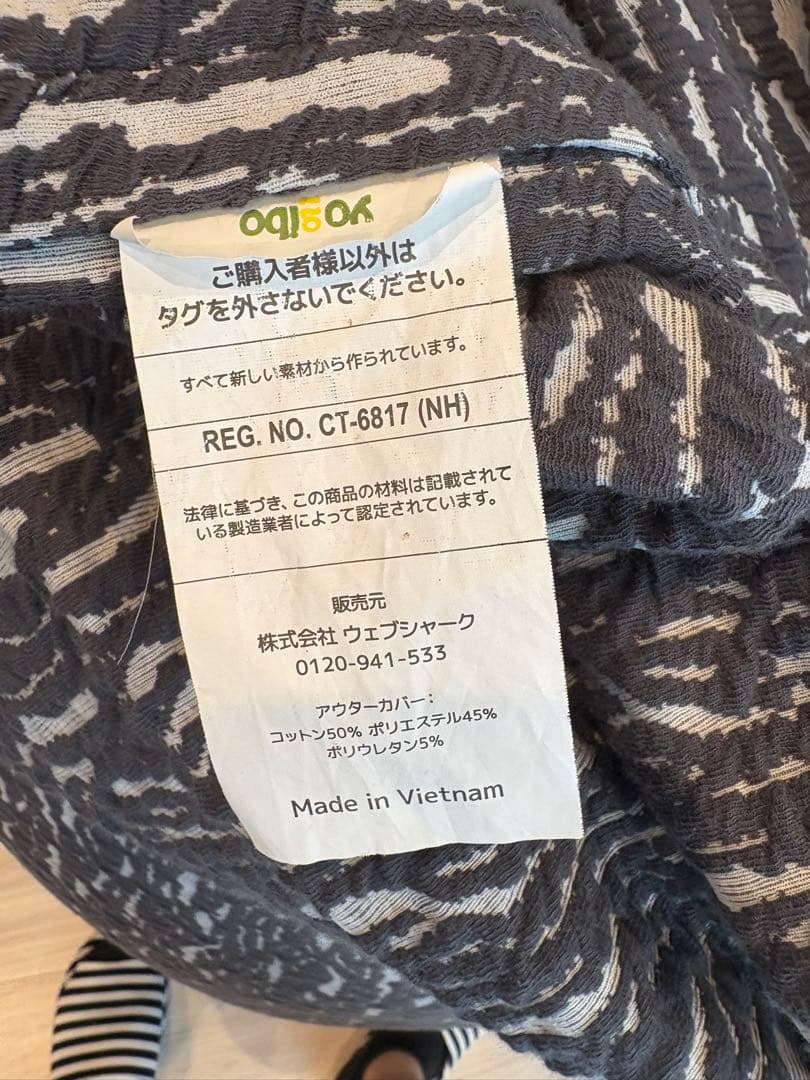 yogibo
ご購入者様以外は
タグを外さないでください。
すべて新しい素材から作られています。
REG. NO. CT-6817 (NH)
法律に基づき、この商品の材料は記載されて
いる製造業者によって認定されています。
販売元
株式会社 ウェブシャーク
0120-941-533
アウターカバー：
コットン50% ポリエステル45%
ポリウレタン5%
Made in Vietnam